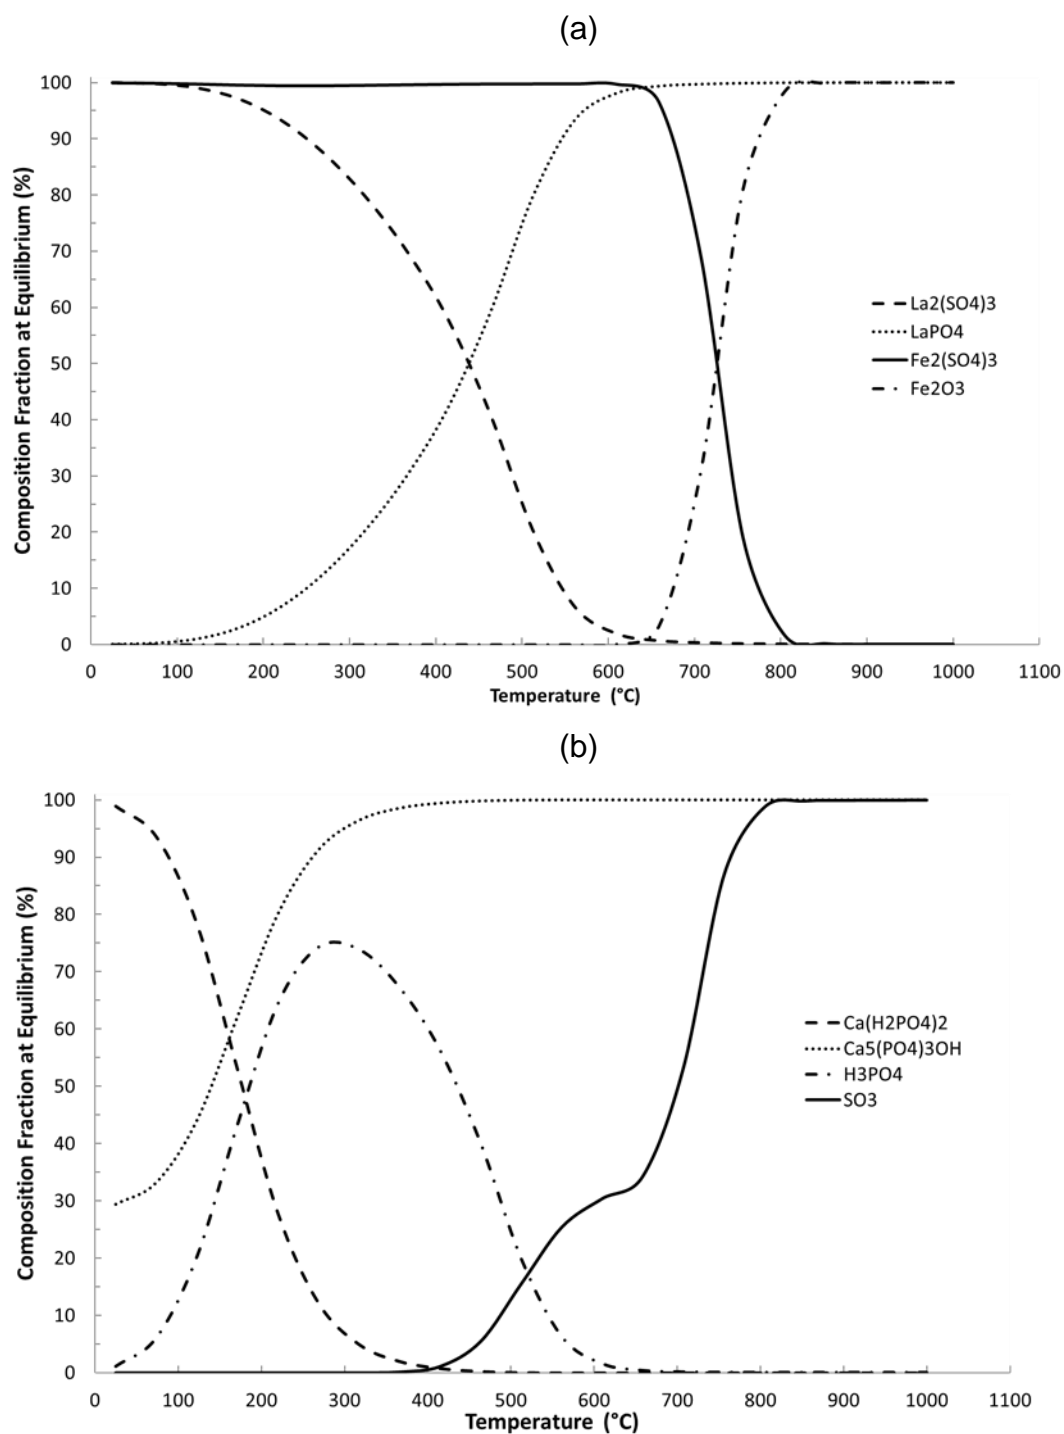 (a)
Composition Fraction at Equilibrium (%)
100
90
80
70
60
50
40
30
20
10
0
La2(SO4)3
LaPO4
Fe2(SO4)3
Fe2O3
0 100 200 300 400 500 600 700 800 900 1000 1100
Temperature (°C)
(b)
Composition Fraction at Equilibrium (%)
100
90
80
70
60
50
40
30
20
10
0
Ca(H2PO4)2
Ca5(PO4)3OH
H3PO4
SO3
0 100 200 300 400 500 600 700 800 900 1000 1100
Temperature (°C)